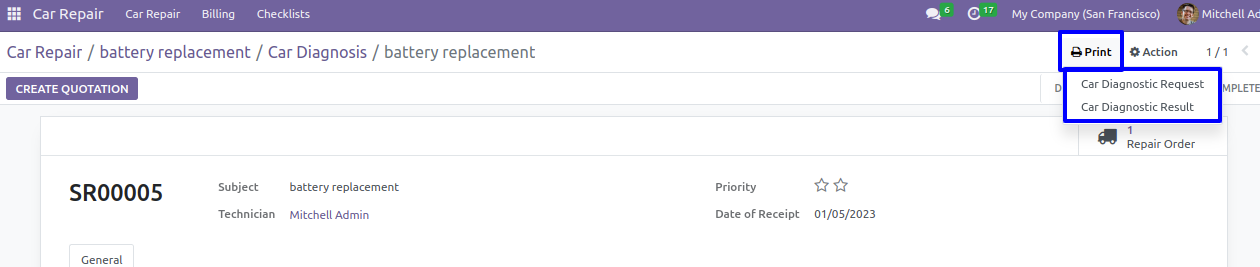 Car Repair Car Repair Billing Checklists 6 17 My Company (San Francisco) Mitchell Adm
Car Repair / battery replacement / Car Diagnosis / battery replacement Print Action 1 / 1
CREATE QUOTATION D MPLETE
Car Diagnostic Request
Car Diagnostic Result
1
Repair Order
SR00005
Subject battery replacement Priority
Technician Mitchell Admin Date of Receipt 01/05/2023
General